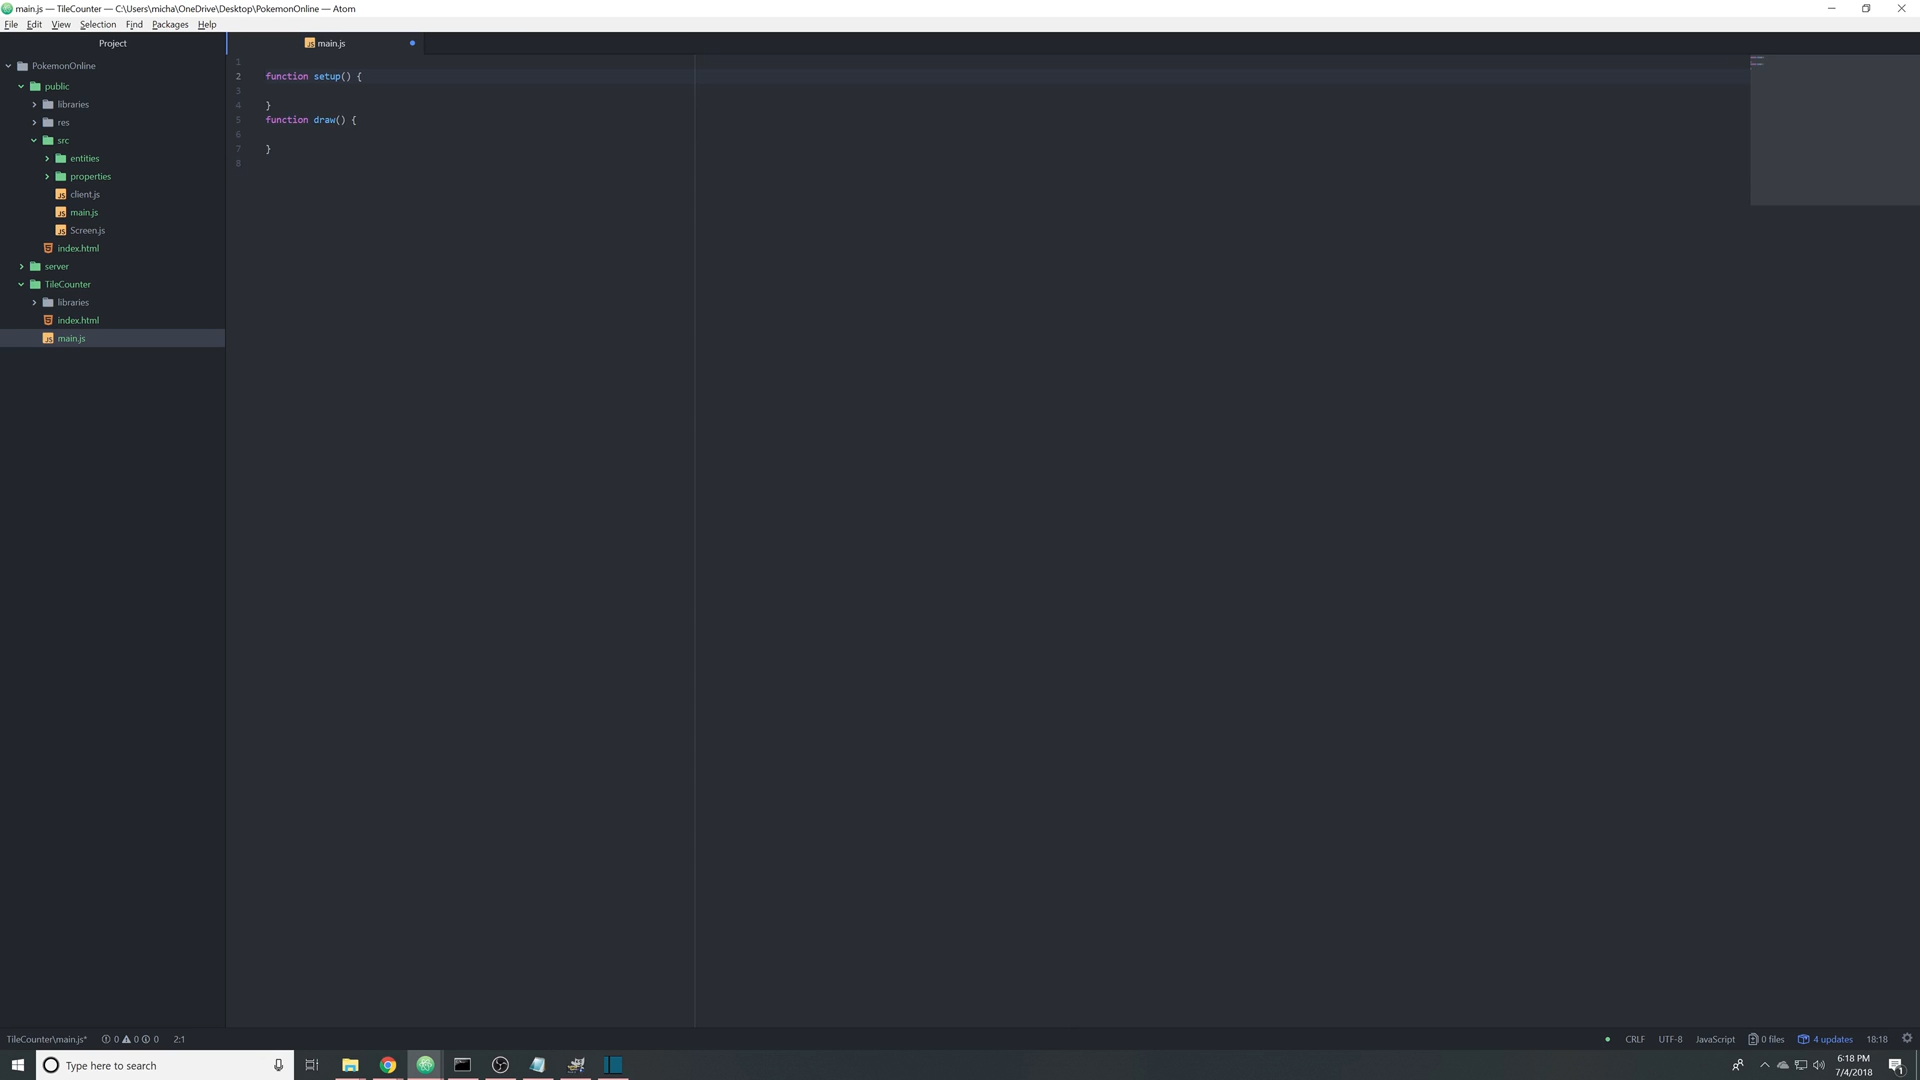 main.js — TileCounter — C:\Users\micha\OneDrive\Desktop\PokemonOnline — Atom
File Edit View Selection Find Packages Help
Project
main.js
PokemonOnline
public
libraries
res
src
entities
properties
client.js
main.js
Screen.js
index.html
server
TileCounter
libraries
index.html
main.js
1
2 function setup() {
3
4 }
5 function draw() {
6
7 }
8
TileCounter\main.js* 0 0 0 2:1
CRLF UTF-8 JavaScript 0 files 4 updates 18:18
Type here to search
6:18 PM
7/4/2018
1